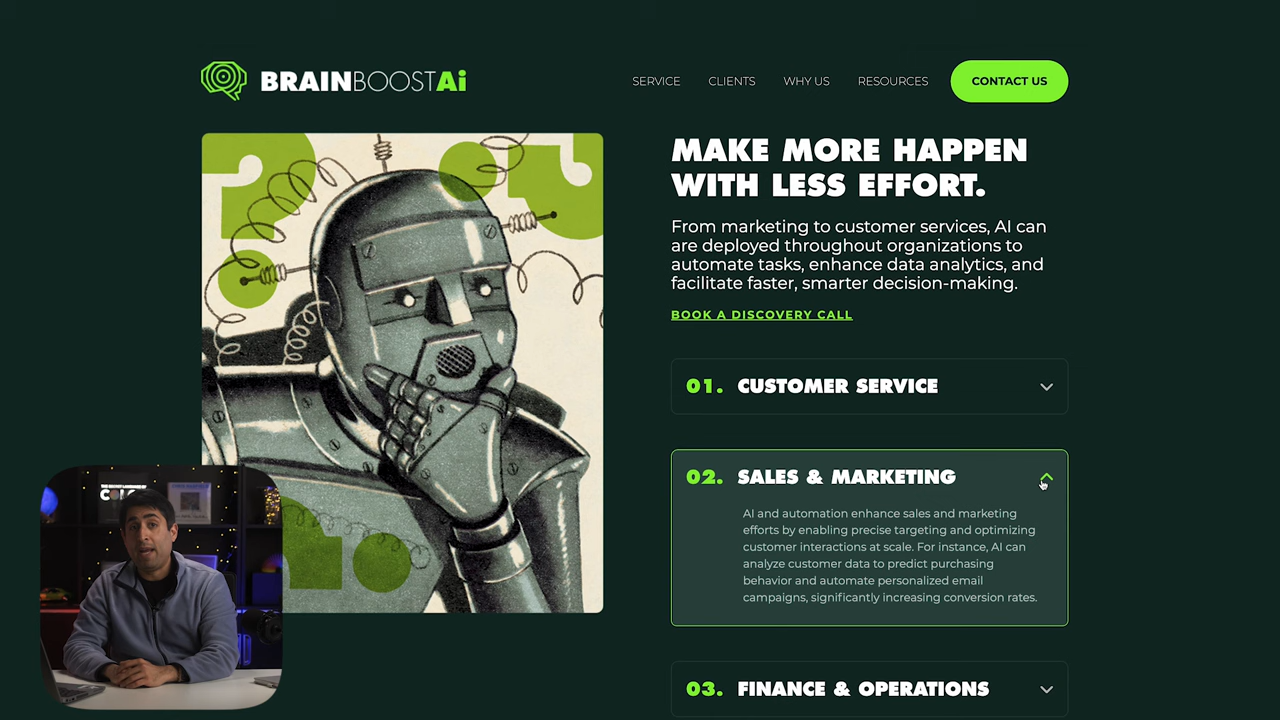 BRAINBOOSTAi
SERVICE
CLIENTS
WHY US
RESOURCES
CONTACT US
MAKE MORE HAPPEN
WITH LESS EFFORT.
From marketing to customer services, AI can
are deployed throughout organizations to
automate tasks, enhance data analytics, and
facilitate faster, smarter decision-making.
BOOK A DISCOVERY CALL
01. CUSTOMER SERVICE
02. SALES & MARKETING
AI and automation enhance sales and marketing
efforts by enabling precise targeting and optimizing
customer interactions at scale. For instance, AI can
analyze customer data to predict purchasing
behavior and automate personalized email
campaigns, significantly increasing conversion rates.
03. FINANCE & OPERATIONS
THE SECRET LANGUAGE OF